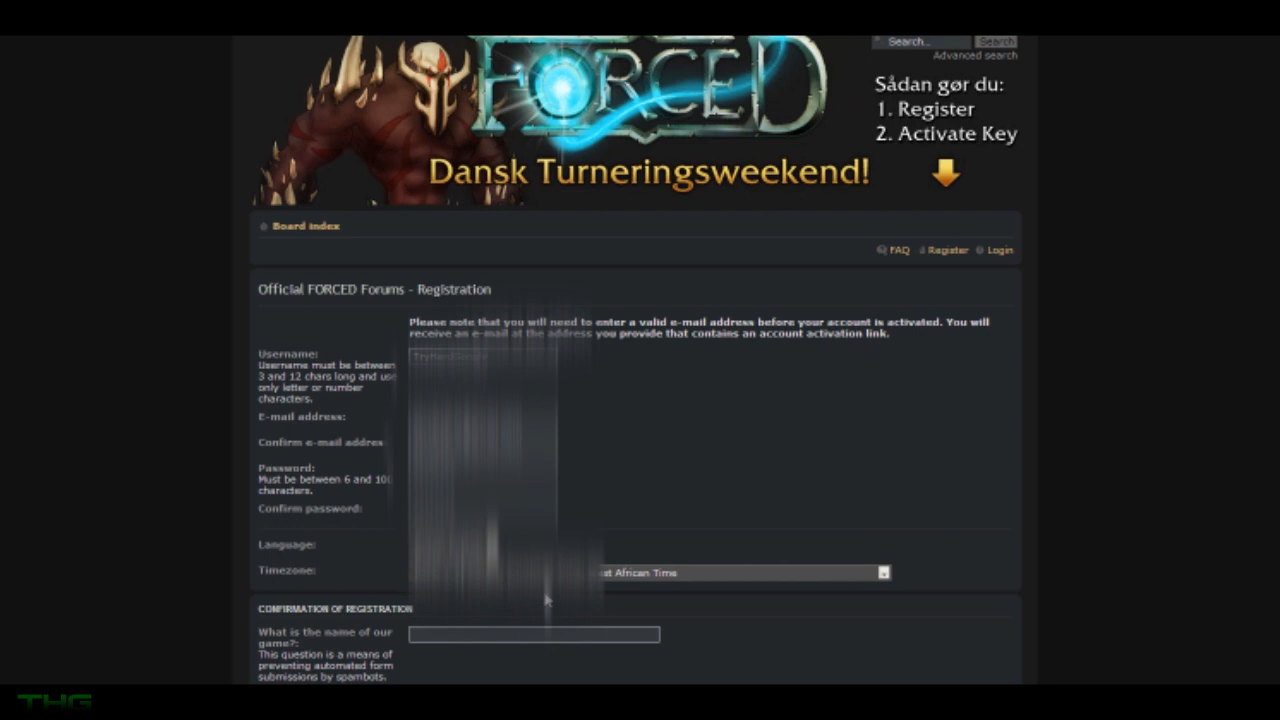 FORCED
Search...
Search
Advanced search
Sådan gør du:
1. Register
2. Activate Key
Dansk Turneringsweekend!
Board index
FAQ Register Login
Official FORCED Forums - Registration
Please note that you will need to enter a valid e-mail address before your account is activated. You will
receive an e-mail at the address you provide that contains an account activation link.
Username:
Username must be between
3 and 12 chars long and use
only letter or number
characters.
E-mail address:
Confirm e-mail addres
Password:
Must be between 6 and 100
characters.
Confirm password:
Language:
Timezone:
st African Time
CONFIRMATION OF REGISTRATION
What is the name of our
game?:
This question is a means of
preventing automated form
submissions by spambots.
THG